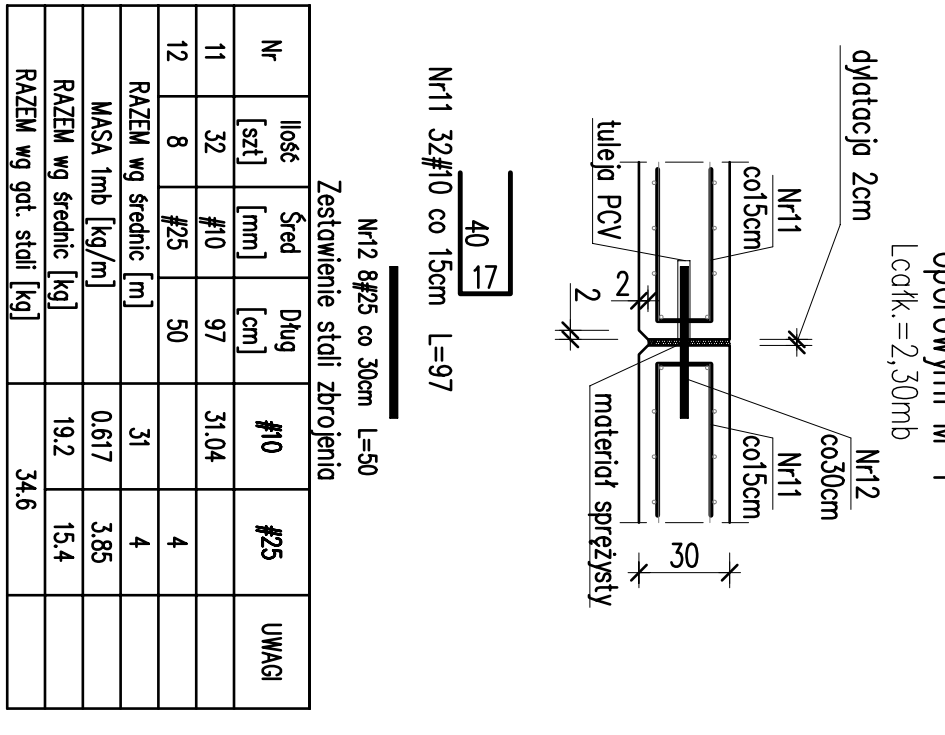 Lcałk.=2,30mb
dylatacja 2cm
Nr12
co30cm
Nr11
co15cm
Nr11
co15cm
30
2
2
tuleja PCV
materiał sprężysty
40
17
Nr11 32#10 co 15cm L=97
Nr12 8#25 co 30cm L=50
Zestawienie stali zbrojenia
Nr Ilość [szt] Śred [mm] Dług [cm] #10 #25 UWAGI
11 32 #10 97 31.04
12 8 #25 50 4
RAZEM wg średnic [m] 31 4
MASA 1mb [kg/m] 0.617 3.85
RAZEM wg średnic [kg] 19.2 15.4
RAZEM wg gat. stali [kg] 34.6